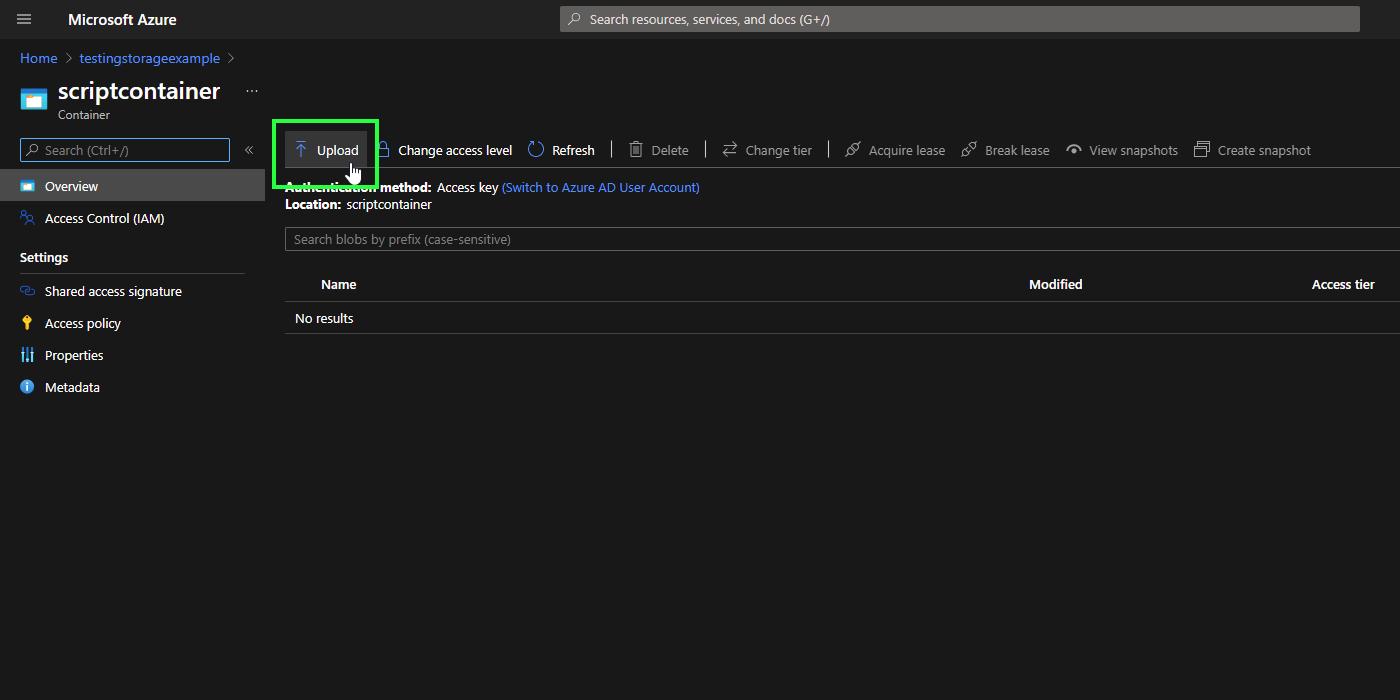 Microsoft Azure
Search resources, services, and docs (G+/)
Home > testingstorageexample >
scriptcontainer ...
Container
Search (Ctrl+/) «
Upload
Change access level
Refresh
Delete
Change tier
Acquire lease
Break lease
View snapshots
Create snapshot
Overview
Access Control (IAM)
Settings
Shared access signature
Access policy
Properties
Metadata
Authentication method: Access key (Switch to Azure AD User Account)
Location: scriptcontainer
Search blobs by prefix (case-sensitive)
Name Modified Access tier
No results